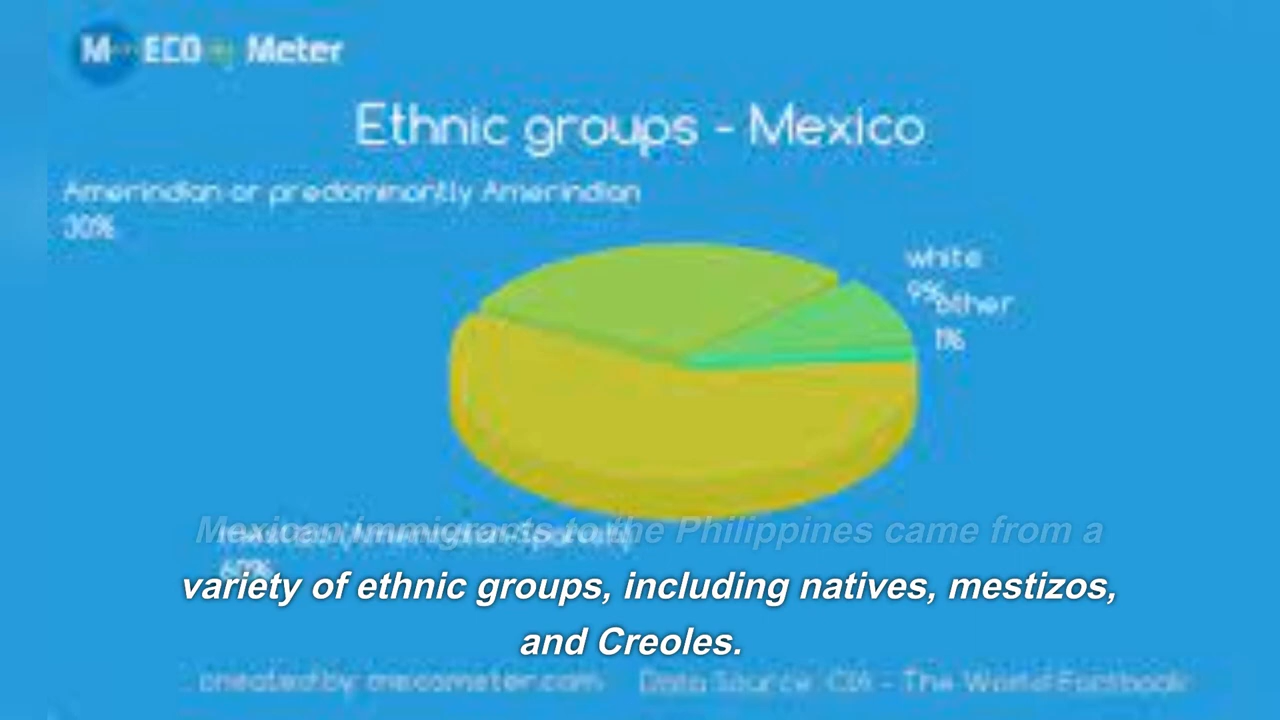 M ECO Meter
Ethnic groups - Mexico
Amerindian or predominantly Amerindian
30%
white
9%
other
1%
Mexican immigrants to the Philippines came from a
60%
variety of ethnic groups, including natives, mestizos,
and Creoles.
created by mecometer.com Data Source: CIA - The World Factbook